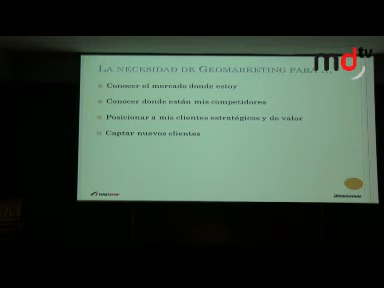 mdtv
LA NECESIDAD DE GEOMARKETING PARA ...
Conocer el mercado donde estoy
Conocer donde están mis competidores
Posicionar a mis clientes estratégicos y de valor
Captar nuevos clientes